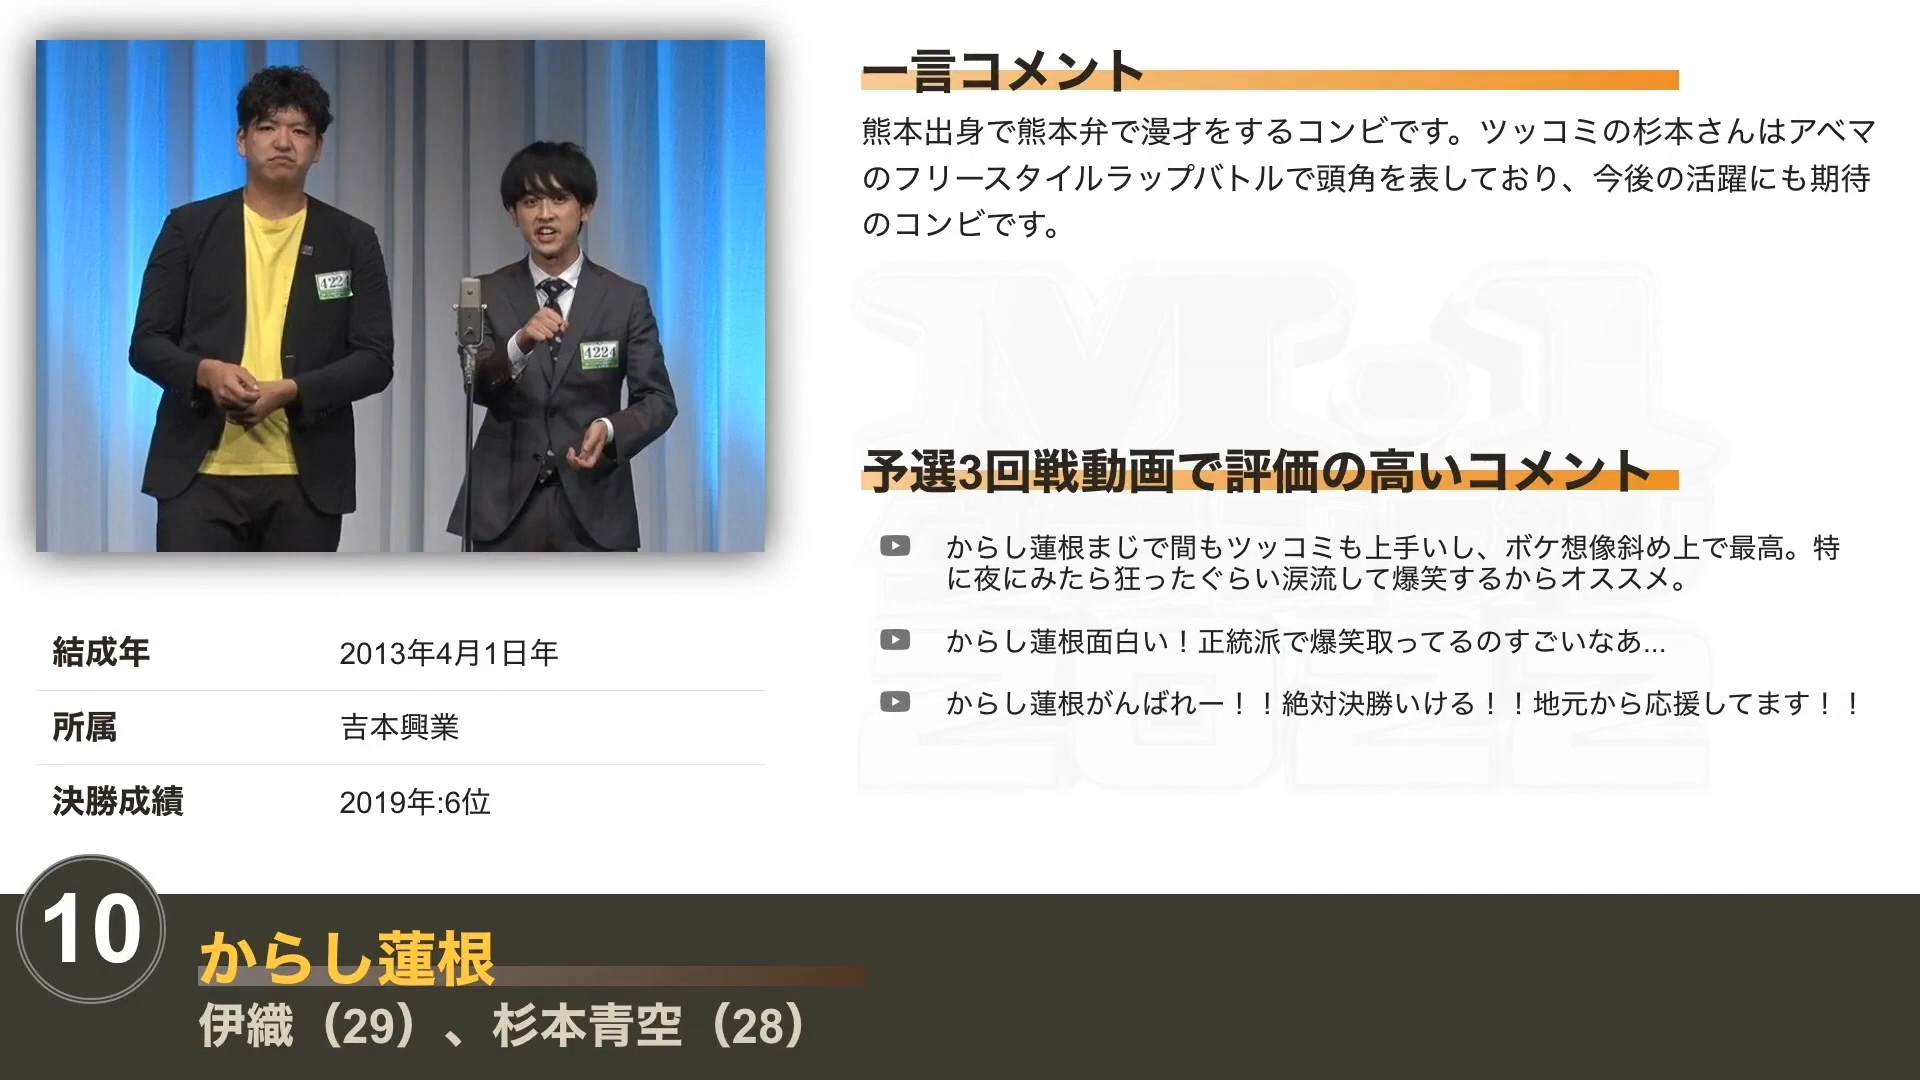 一言コメント
熊本出身で熊本弁で漫才をするコンビです。ツッコミの杉本さんはアベマ
のフリースタイルラップバトルで頭角を表しており、今後の活躍にも期待
のコンビです。
4224
4224
M-1
2022
予選3回戦動画で評価の高いコメント
からし蓮根まじで間もツッコミも上手いし、ボケ想像斜め上で最高。特
に夜にみたら狂ったぐらい涙流して爆笑するからオススメ。
からし蓮根面白い！正統派で爆笑取ってるのすごいなあ...
からし蓮根がんばれー！！絶対決勝いける！！地元から応援してます！！
結成年 2013年4月1日年
所属 吉本興業
決勝成績 2019年:6位
10
からし蓮根
伊織（29）、杉本青空（28）